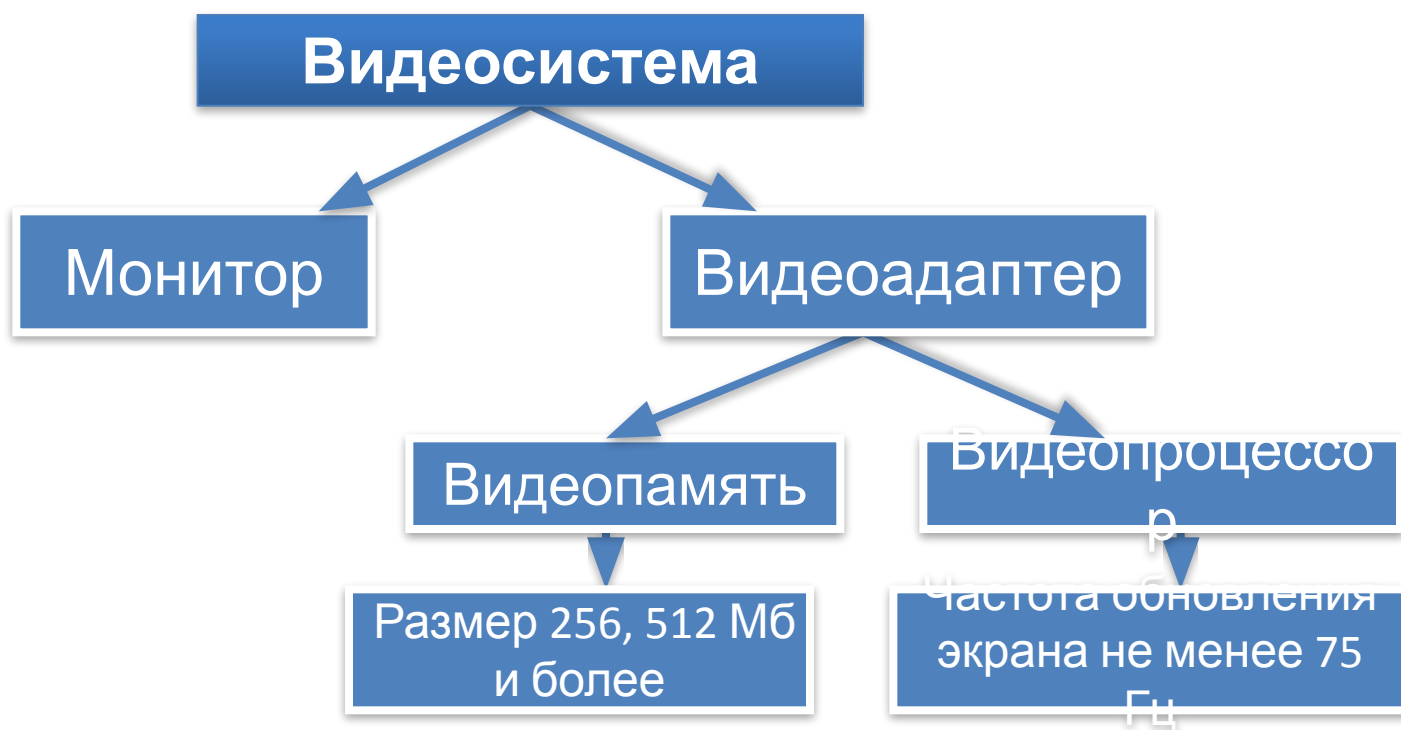 Видеосистема
Монитор
Видеоадаптер
Видеопамять
Видеопроцессо
р
Размер 256, 512 Мб
и более
Частота обновления
экрана не менее 75
Гц